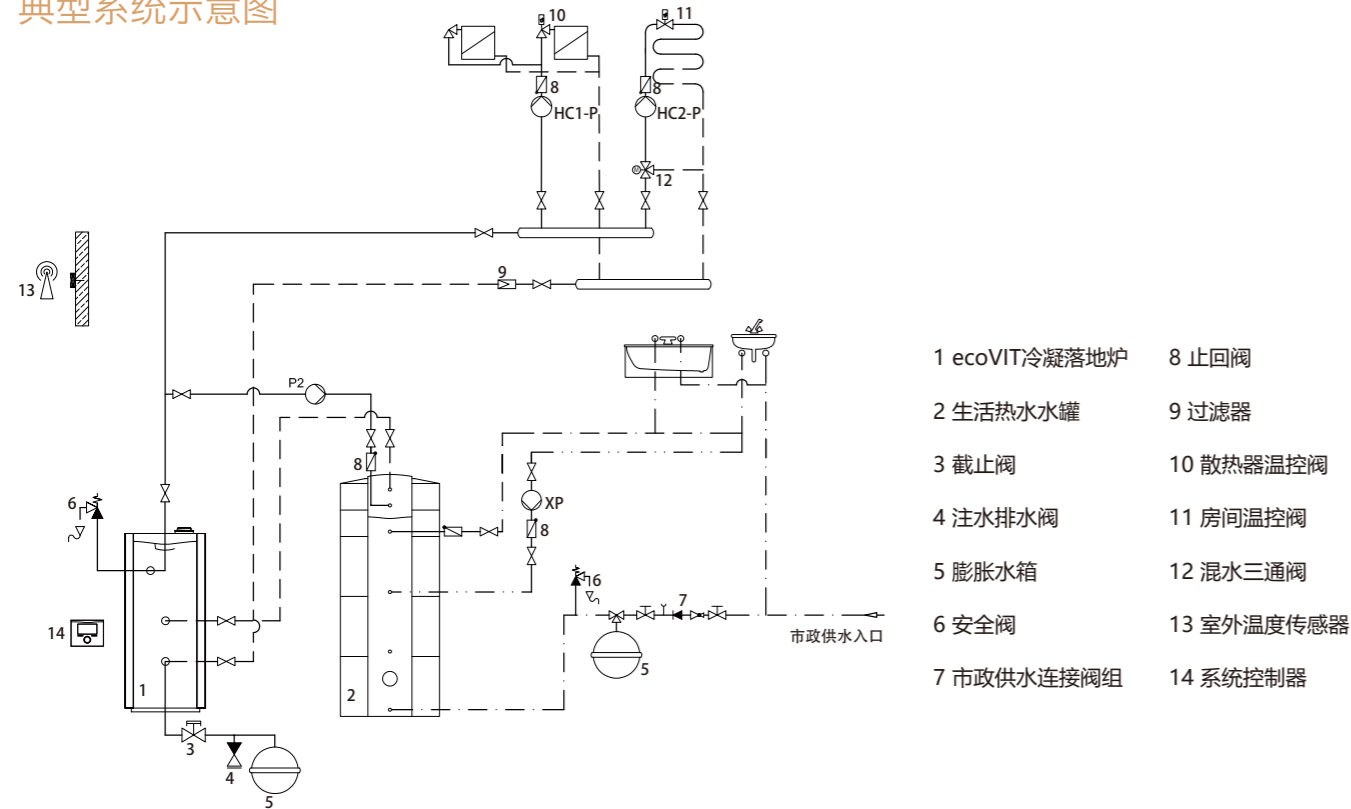 典型系统示意图
10
11
8
8
HC1-P
HC2-P
M
12
9
13
P2
8
6
XP
8
6
7
14
市政供水入口
5
1
2
3
4
5
1 ecoVIT冷凝落地炉
8 止回阀
2 生活热水水罐
9 过滤器
3 截止阀
10 散热器温控阀
4 注水排水阀
11 房间温控阀
5 膨胀水箱
12 混水三通阀
6 安全阀
13 室外温度传感器
7 市政供水连接阀组
14 系统控制器